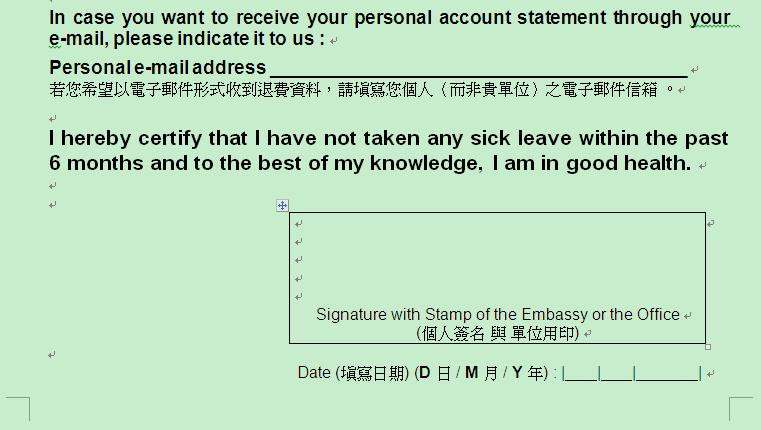 In case you want to receive your personal account statement through your
e-mail, please indicate it to us :
Personal e-mail address ___________________________________________
若您希望以電子郵件形式收到退費資料，請填寫您個人（而非貴單位）之電子郵件信箱 。
I hereby certify that I have not taken any sick leave within the past
6 months and to the best of my knowledge, I am in good health.
Signature with Stamp of the Embassy or the Office
(個人簽名 與 單位用印)
Date (填寫日期) (D 日 / M 月 / Y 年) : |____|____|________|